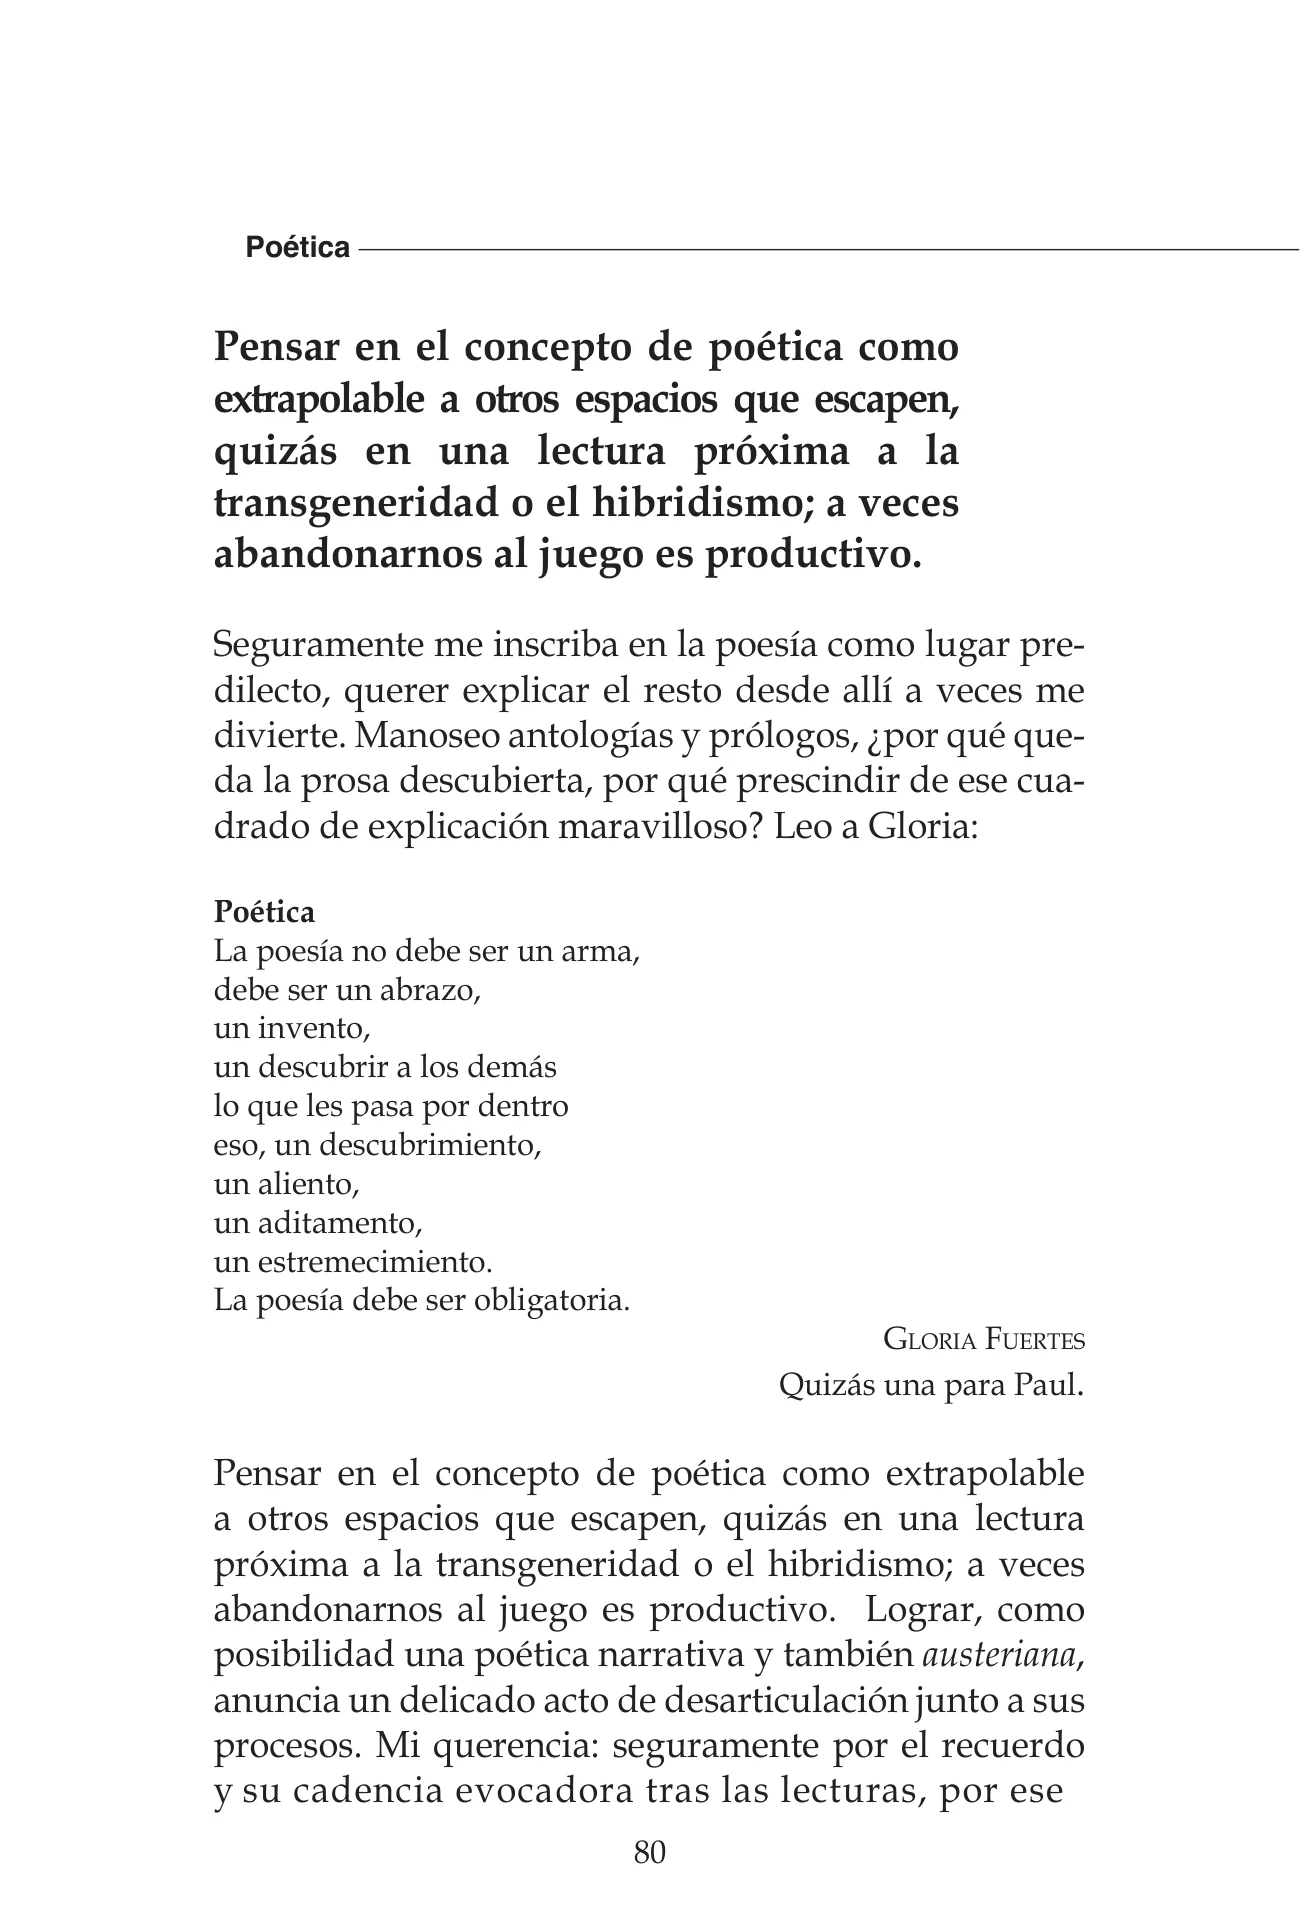 Poética
Pensar en el concepto de poética como
extrapolable a otros espacios que escapen,
quizás en una lectura próxima a la
transgeneridad o el hibridismo; a veces
abandonarnos al juego es productivo.
Seguramente me inscriba en la poesía como lugar pre-
dilecto, querer explicar el resto desde allí a veces me
divierte. Manoseo antologías y prólogos, ¿por qué que-
da la prosa descubierta, por qué prescindir de ese cua-
drado de explicación maravilloso? Leo a Gloria:
Poética
La poesía no debe ser un arma,
debe ser un abrazo,
un invento,
un descubrir a los demás
lo que les pasa por dentro
eso, un descubrimiento,
un aliento,
un aditamento,
un estremecimiento.
La poesía debe ser obligatoria.
Gloria Fuertes
Quizás una para Paul.
Pensar en el concepto de poética como extrapolable
a otros espacios que escapen, quizás en una lectura
próxima a la transgeneridad o el hibridismo; a veces
abandonarnos al juego es productivo.  Lograr, como
posibilidad una poética narrativa y también austeriana,
anuncia un delicado acto de desarticulación junto a sus
procesos. Mi querencia: seguramente por el recuerdo
y su cadencia evocadora tras las lecturas, por ese
80